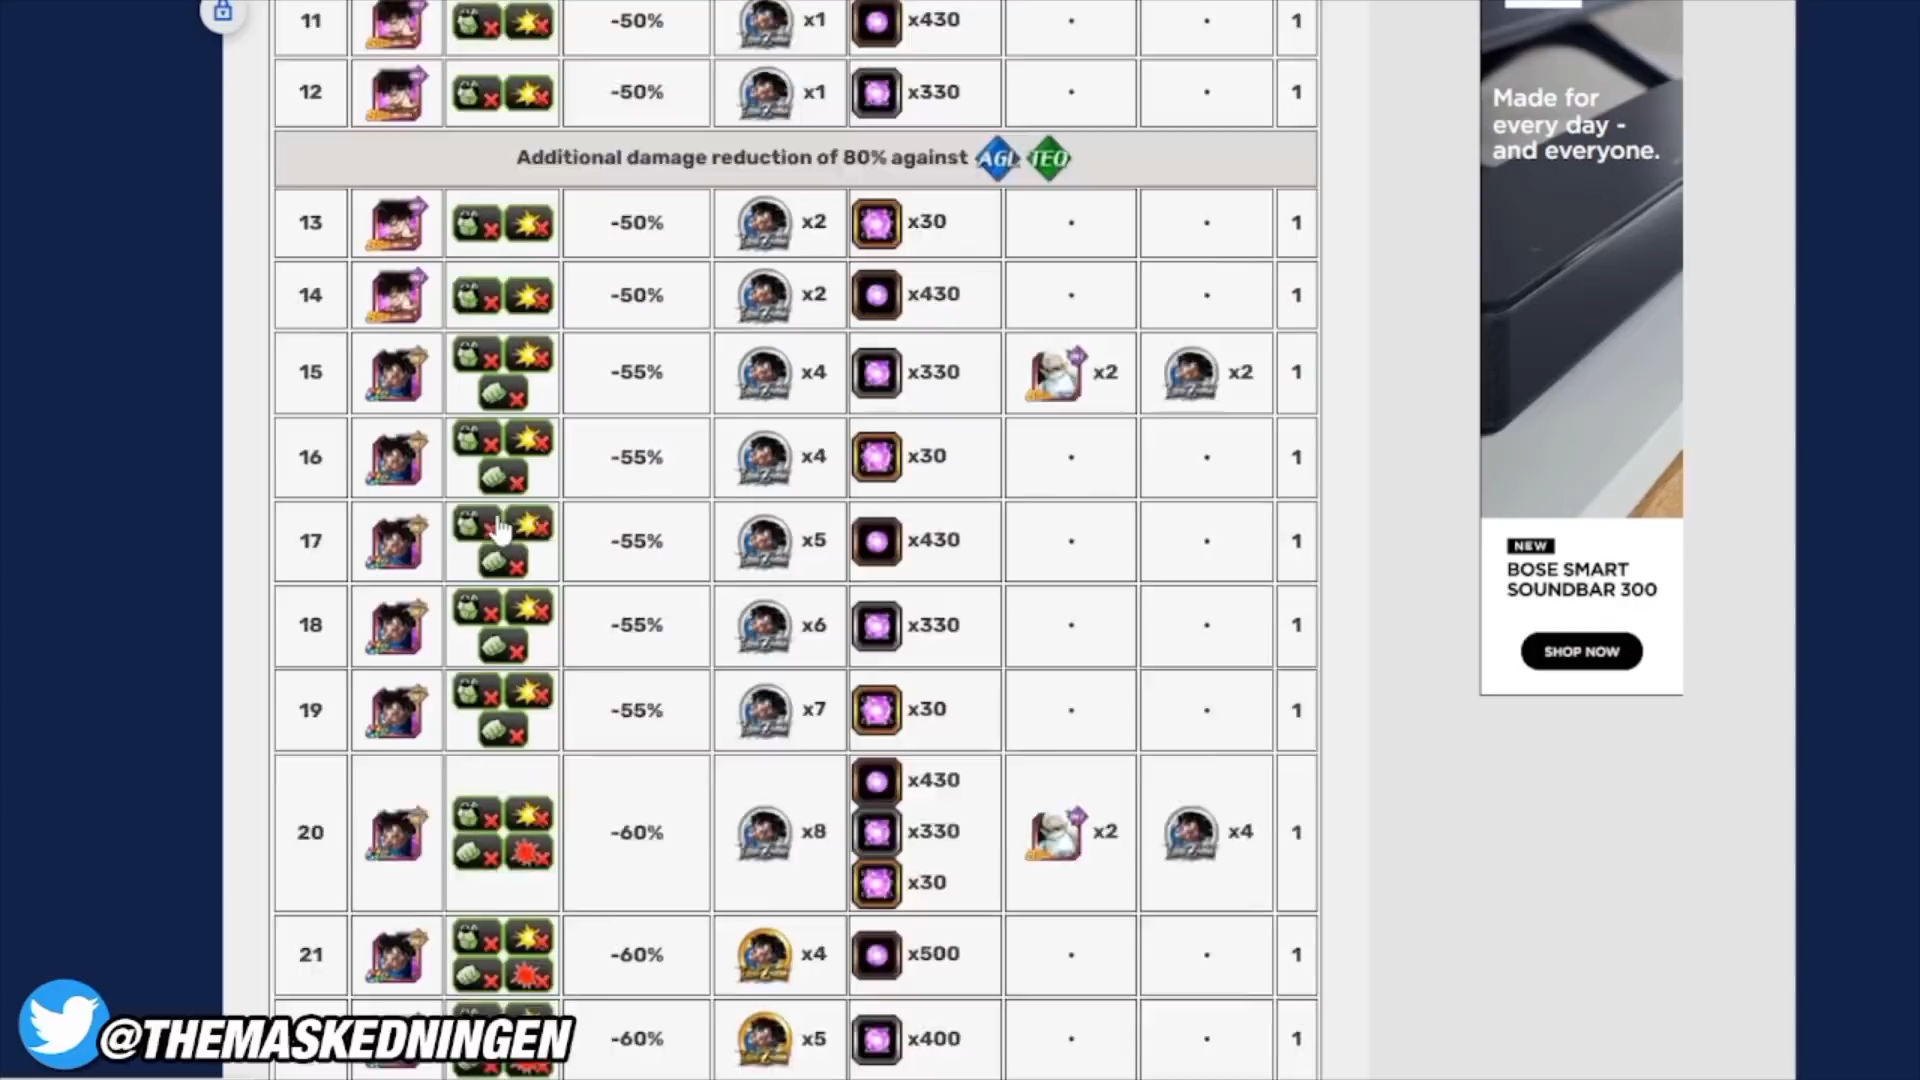 11 -50% x1 x430 · · 1
12 -50% x1 x330 · · 1
Additional damage reduction of 80% against AGL TEQ
13 -50% x2 x30 · · 1
14 -50% x2 x430 · · 1
15 -55% x4 x330 x2 x2 1
16 -55% x4 x30 · · 1
17 -55% x5 x430 · · 1
18 -55% x6 x330 · · 1
19 -55% x7 x30 · · 1
x430
20 -60% x8 x330 x2 x4 1
x30
21 -60% x4 x500 · · 1
-60% x5 x400 · · 1
Made for
every day -
and everyone.
NEW
BOSE SMART
SOUNDBAR 300
SHOP NOW
@THEMASKEDNINGEN